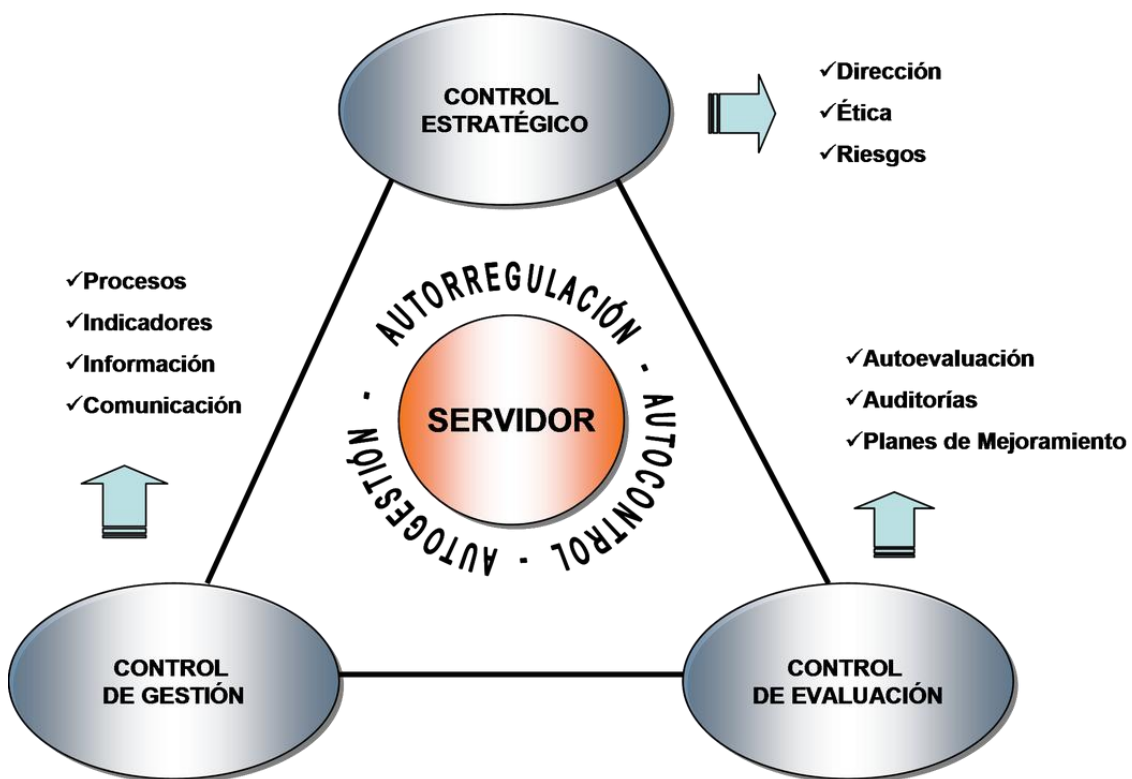 CONTROL
ESTRATÉGICO
✓Dirección
✓Ética
✓Riesgos
✓Procesos
✓Indicadores
✓Información
✓Comunicación
AUTORREGULACIÓN - AUTOCONTROL - AUTOGESTIÓN -
SERVIDOR
✓Autoevaluación
✓Auditorías
✓Planes de Mejoramiento
CONTROL
DE GESTIÓN
CONTROL
DE EVALUACIÓN